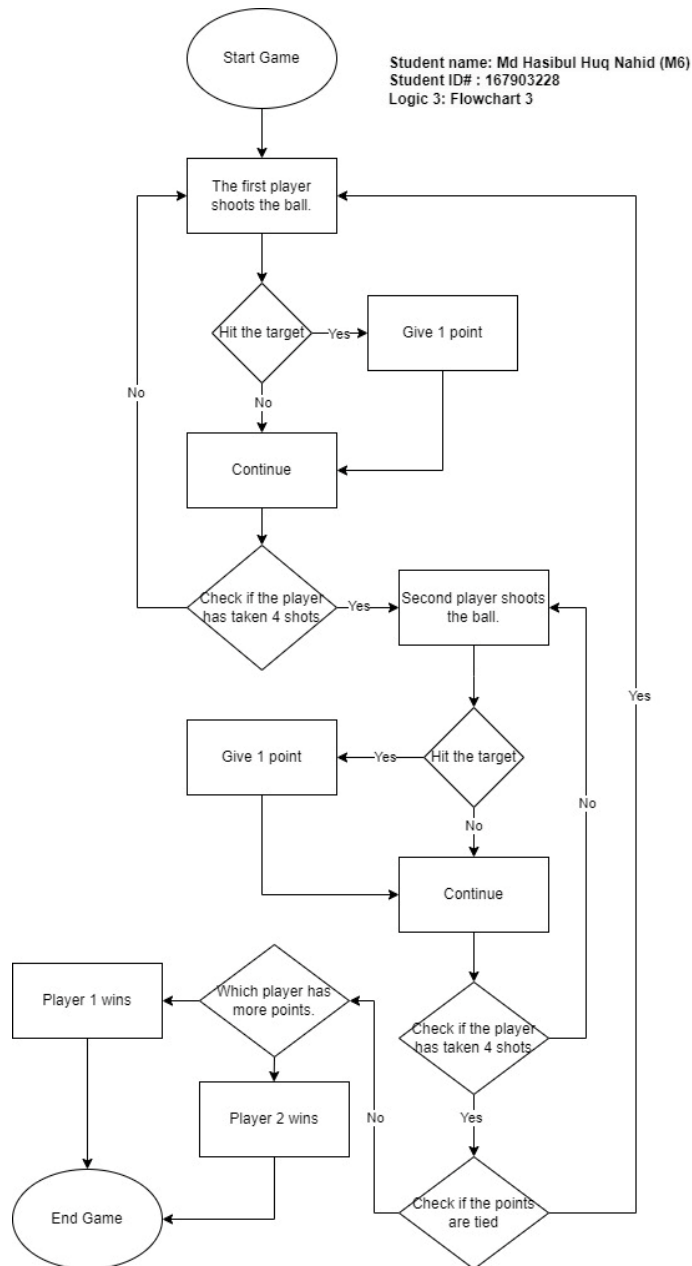 Start Game
Student name: Md Hasibul Huq Nahid (M6)
Student ID# : 167903228
Logic 3: Flowchart 3
The first player
shoots the ball.
Hit the target
Yes
Give 1 point
No
No
Continue
Check if the player
has taken 4 shots
Yes
Second player shoots
the ball.
Yes
Give 1 point
Yes
Hit the target
No
No
Continue
Which player has
more points.
Player 1 wins
Check if the player
has taken 4 shots
Player 2 wins
No
Yes
Check if the points
are tied
End Game